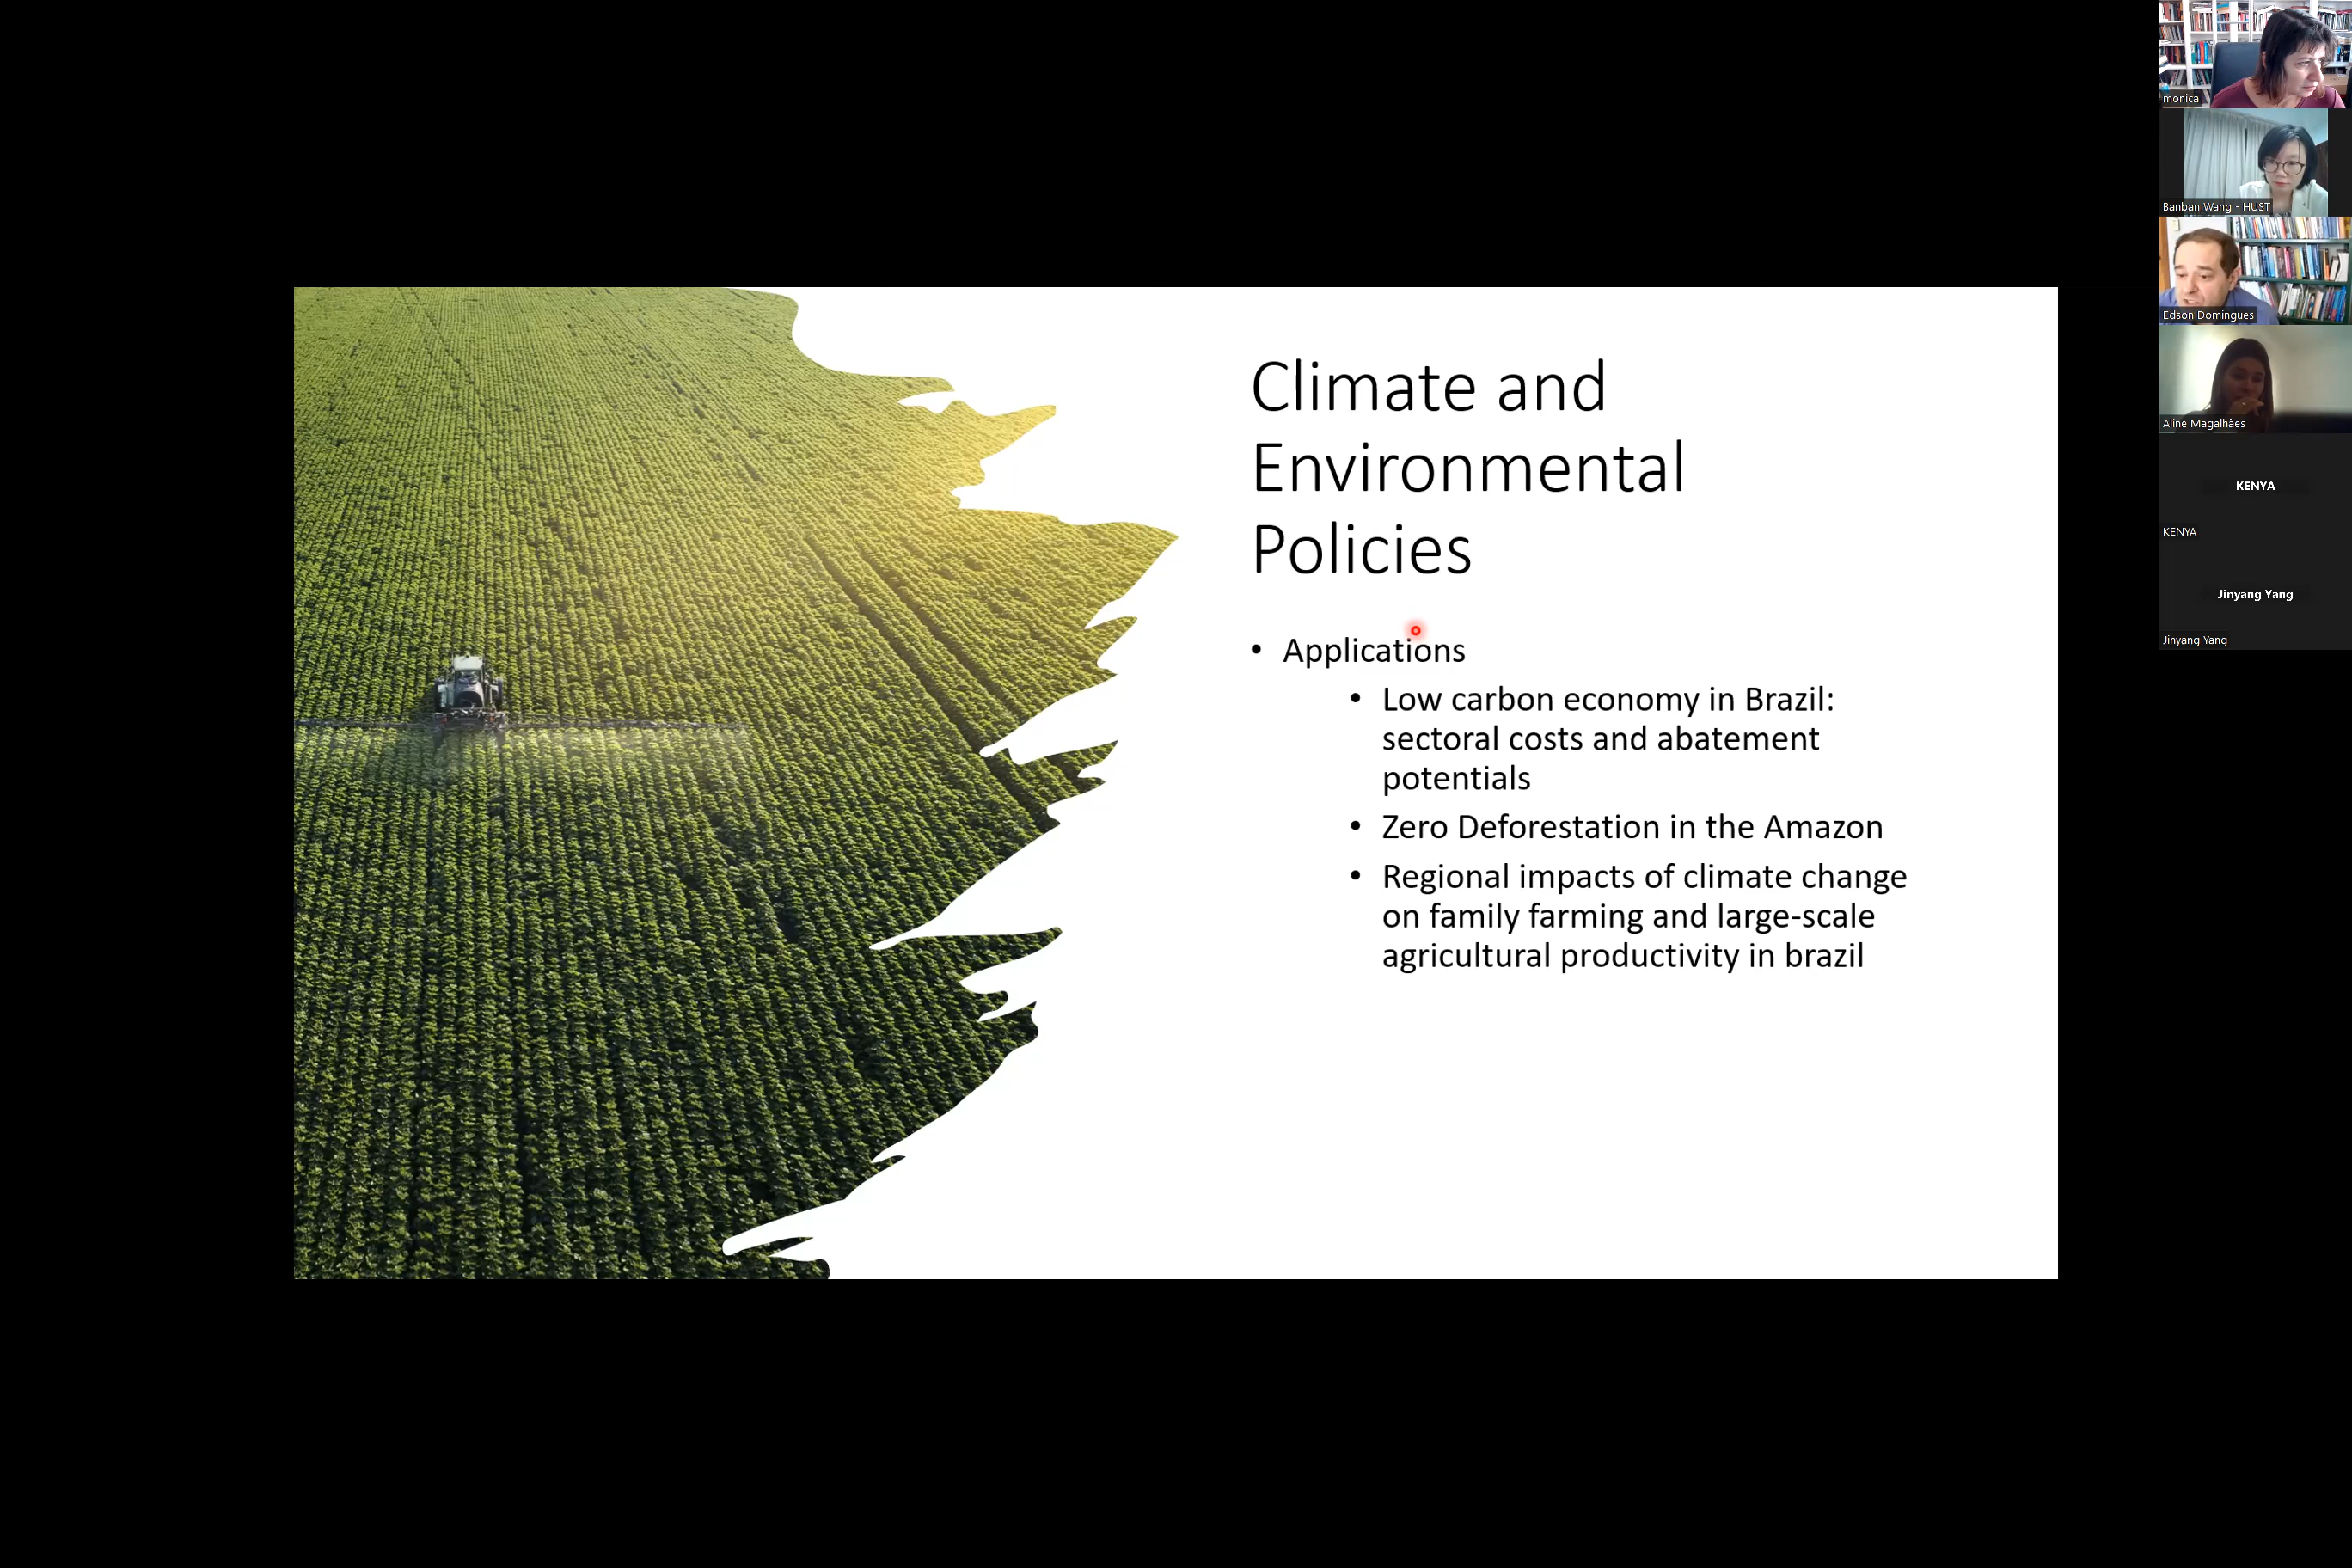 Climate and
Environmental
Policies
• Applications
• Low carbon economy in Brazil:
sectoral costs and abatement
potentials
• Zero Deforestation in the Amazon
• Regional impacts of climate change
on family farming and large-scale
agricultural productivity in brazil
monica
Banban Wang - HUST
Edson Domingues
Aline Magalhães
KENYA
KENYA
Jinyang Yang
Jinyang Yang